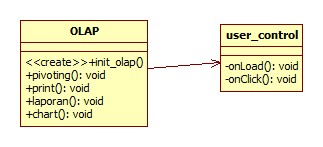 OLAP
<<create>>+init_olap()
+pivoting(): void
+print(): void
+laporan(): void
+chart(): void
user_control
-onLoad(): void
-onClick(): void